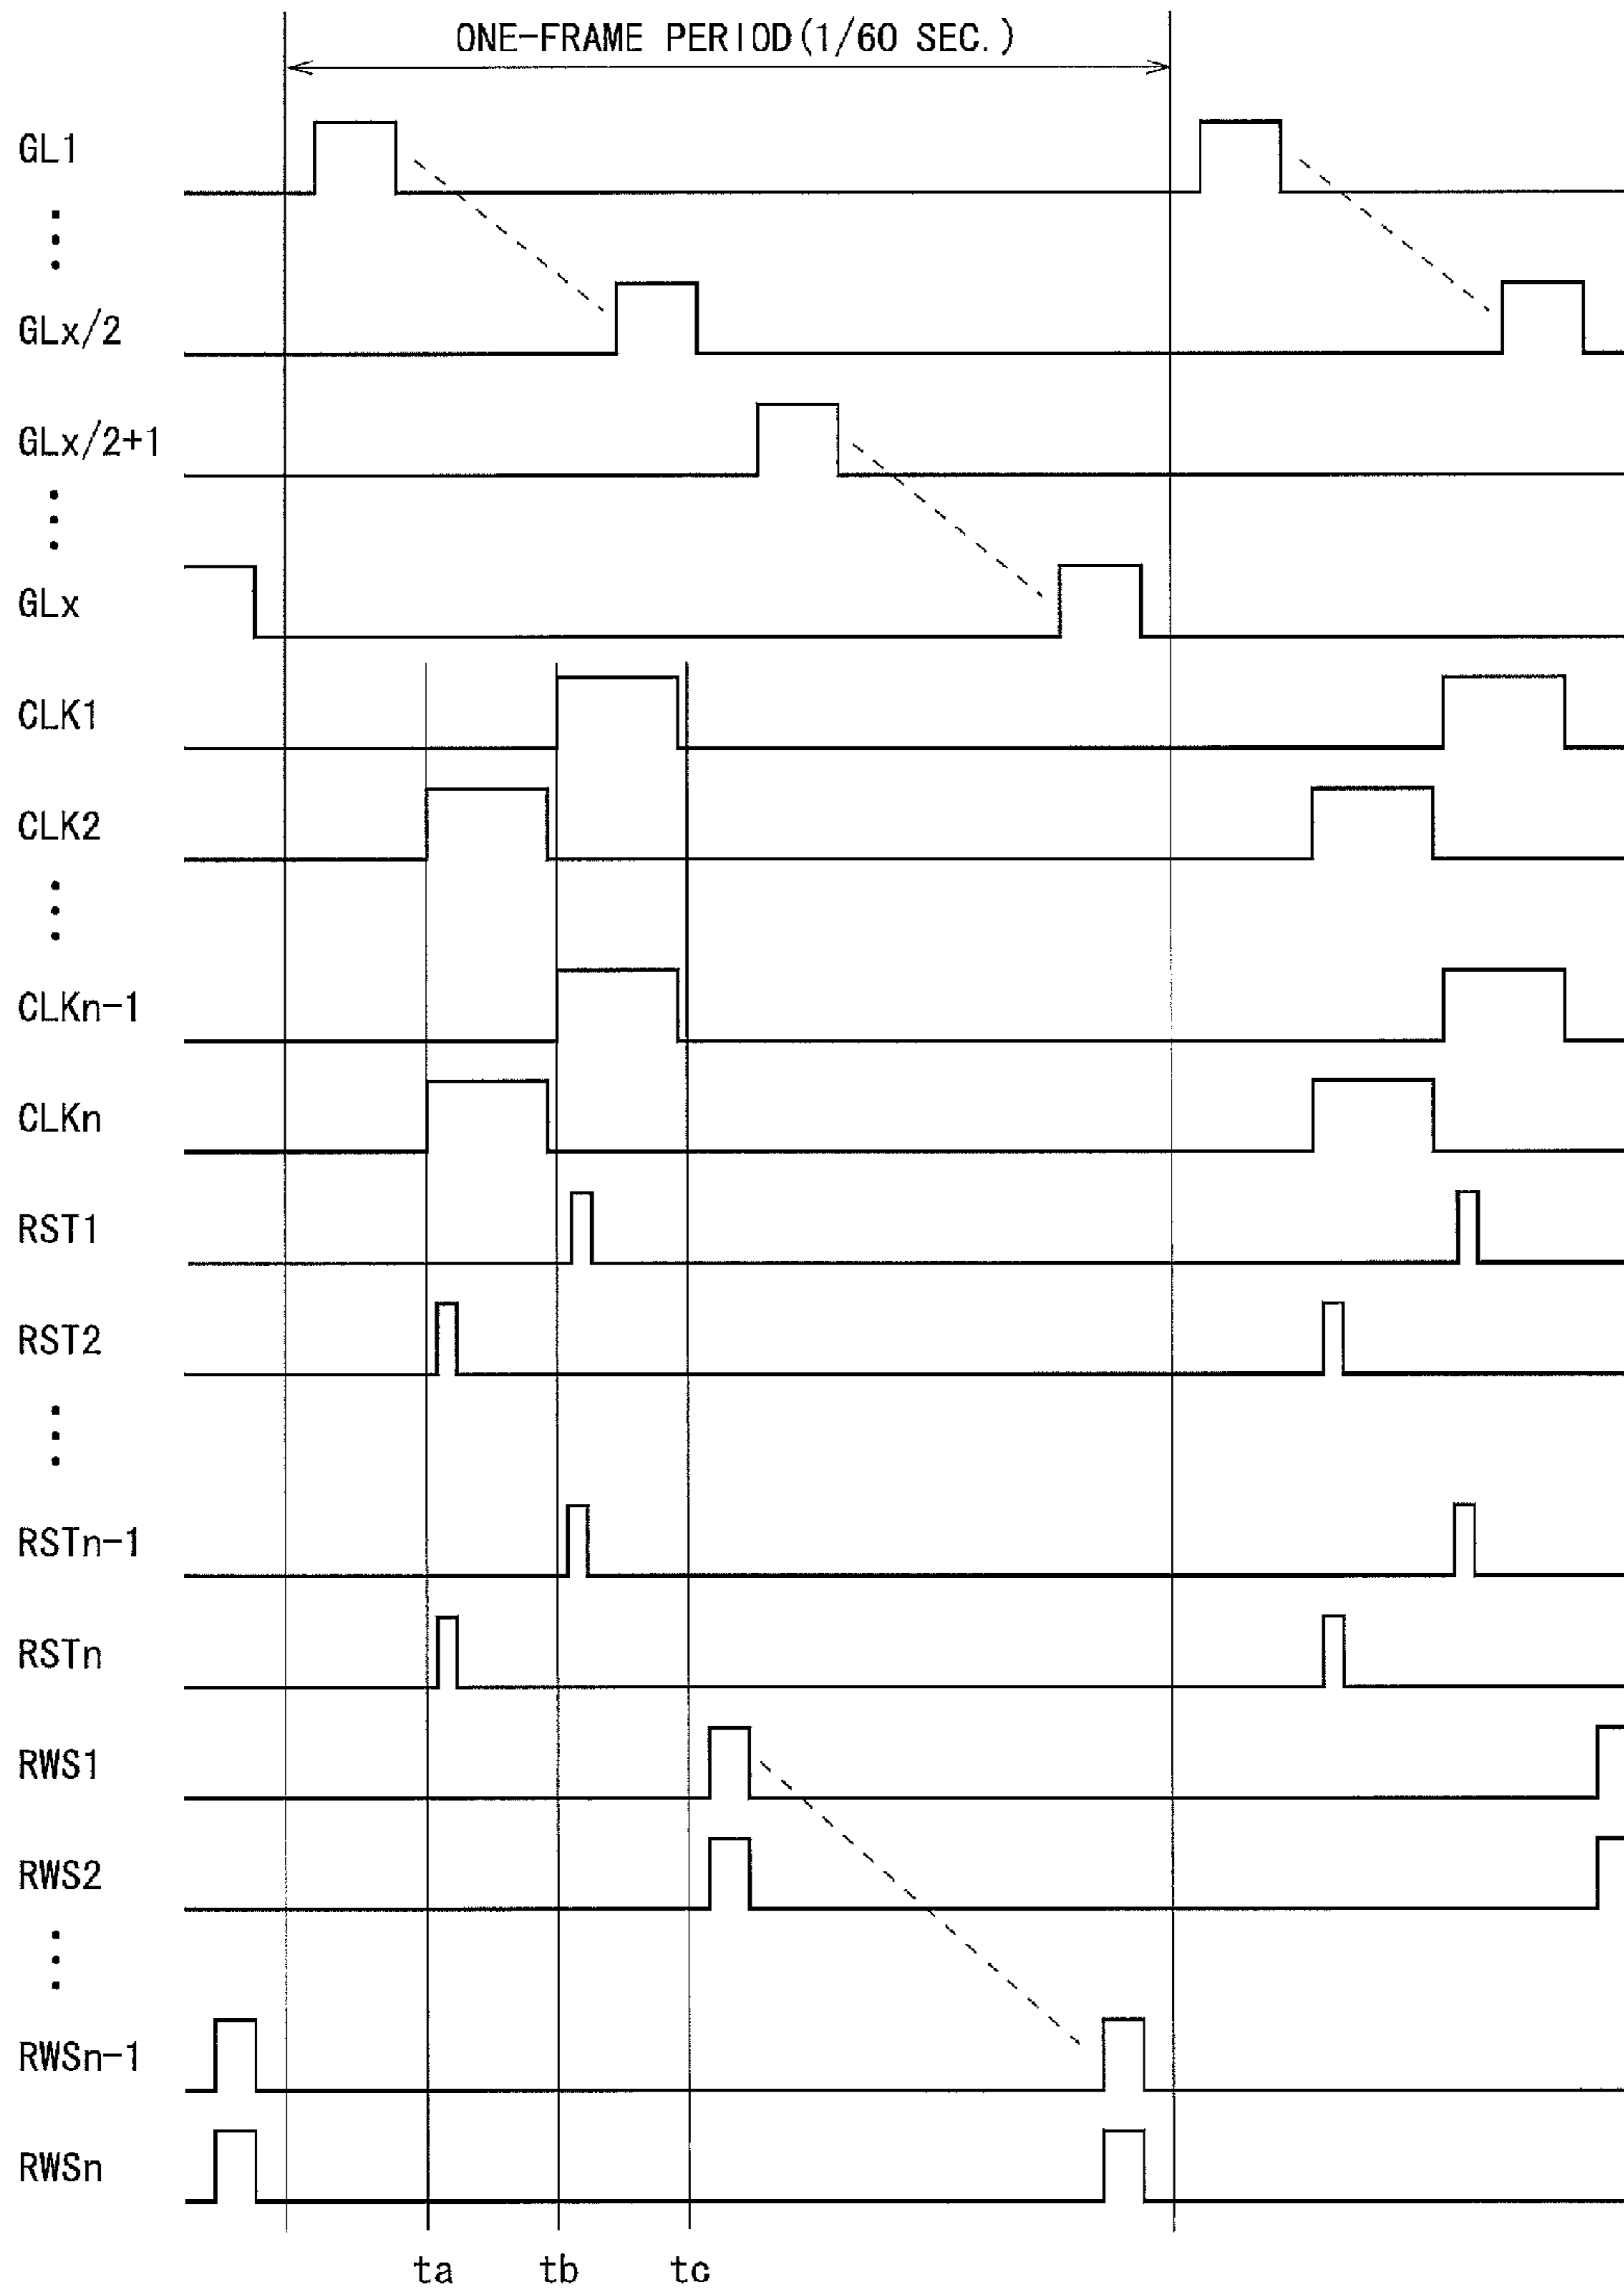 ONE-FRAME PERIOD(1/60 SEC.)
GL1
GLx/2
GLx/2+1
GLx
CLK1
CLK2
CLKn-1
CLKn
RST1
RST2
RSTn-1
RSTn
RWS1
RWS2
RWSn-1
RWSn
ta tb tc